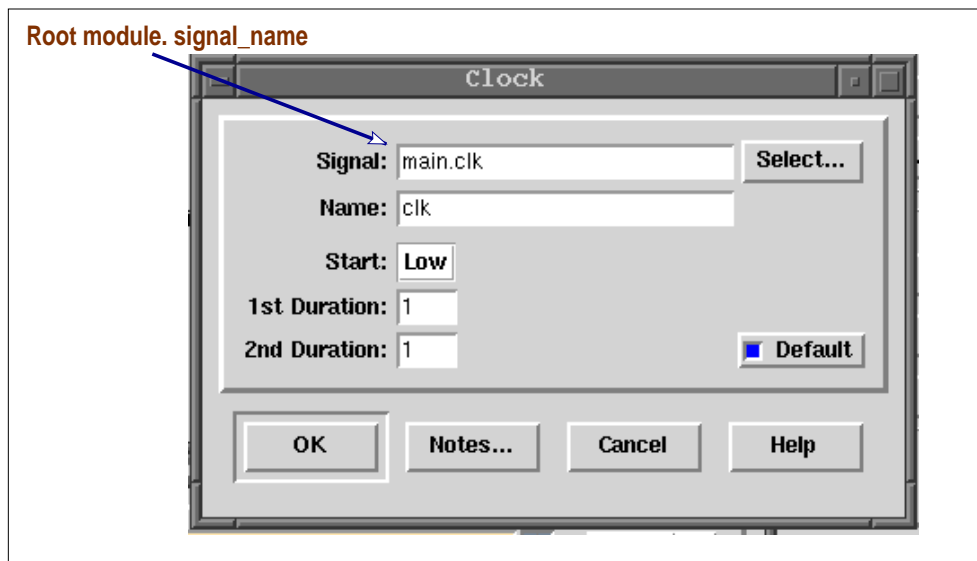 Root module. signal_name
Clock
Signal: main.clk Select...
Name: clk
Start: Low
1st Duration: 1
2nd Duration: 1 Default
OK Notes... Cancel Help